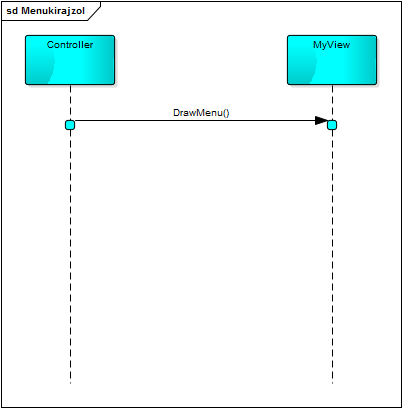 sd Menukirajzol
Controller
MyView
DrawMenu()